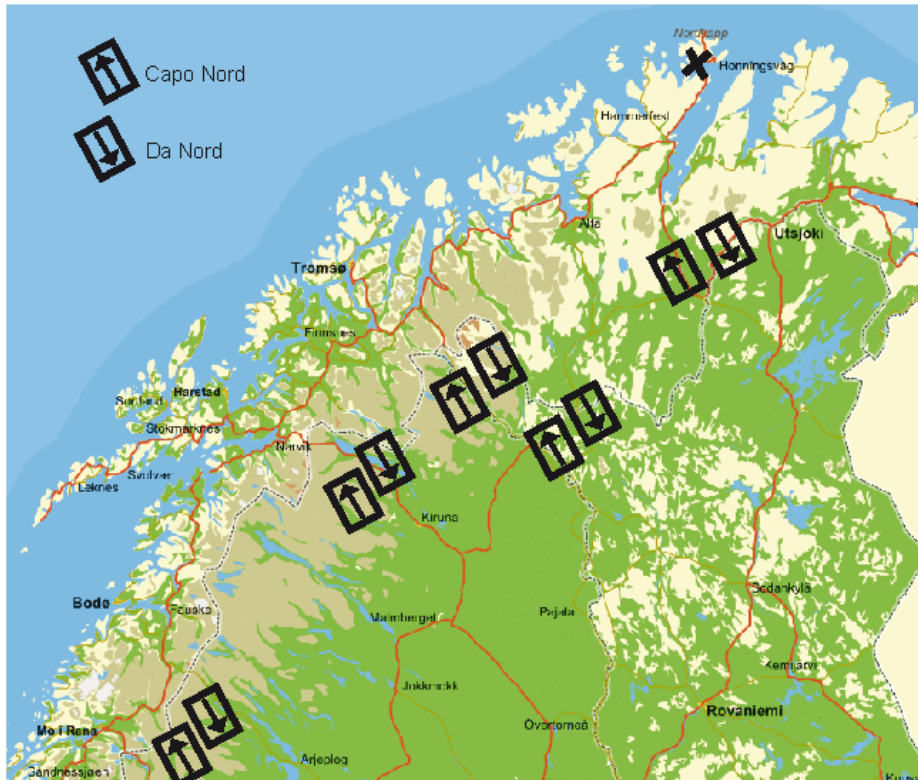 Nordkapp
Honningsvåg
Capo Nord
Hammerfest
Da Nord
Alta
Utsjoki
Tromsø
Finnsnes
Harstad
Sortland
Stokmarknes
Narvik
Svolvær
Leknes
Kiruna
Sodankylä
Bodø
Fauske
Malmberget
Pajala
Kemijärvi
Jokkmokk
Rovaniemi
Mo i Rana
Övertorneå
Sandnessjøen
Arjeplog